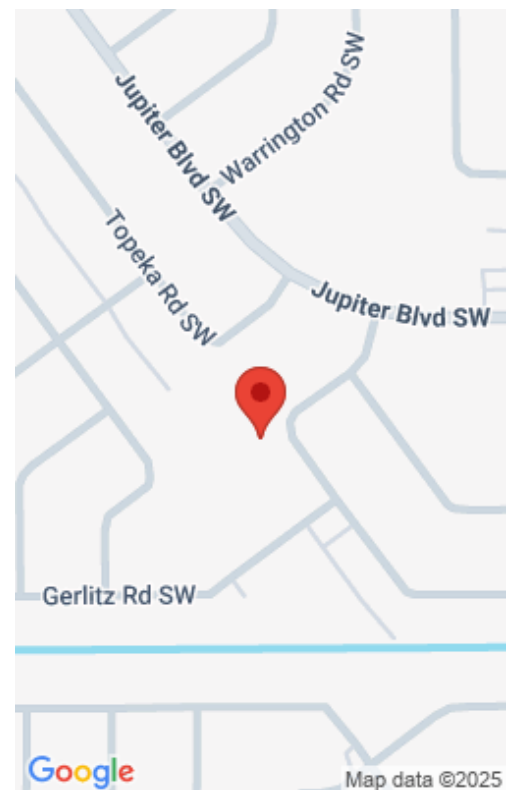 Warrington Rd SW
Jupiter Blvd SW
Topeka Rd SW
Jupiter Blvd SW
Gerlitz Rd SW
Google
Map data ©2025